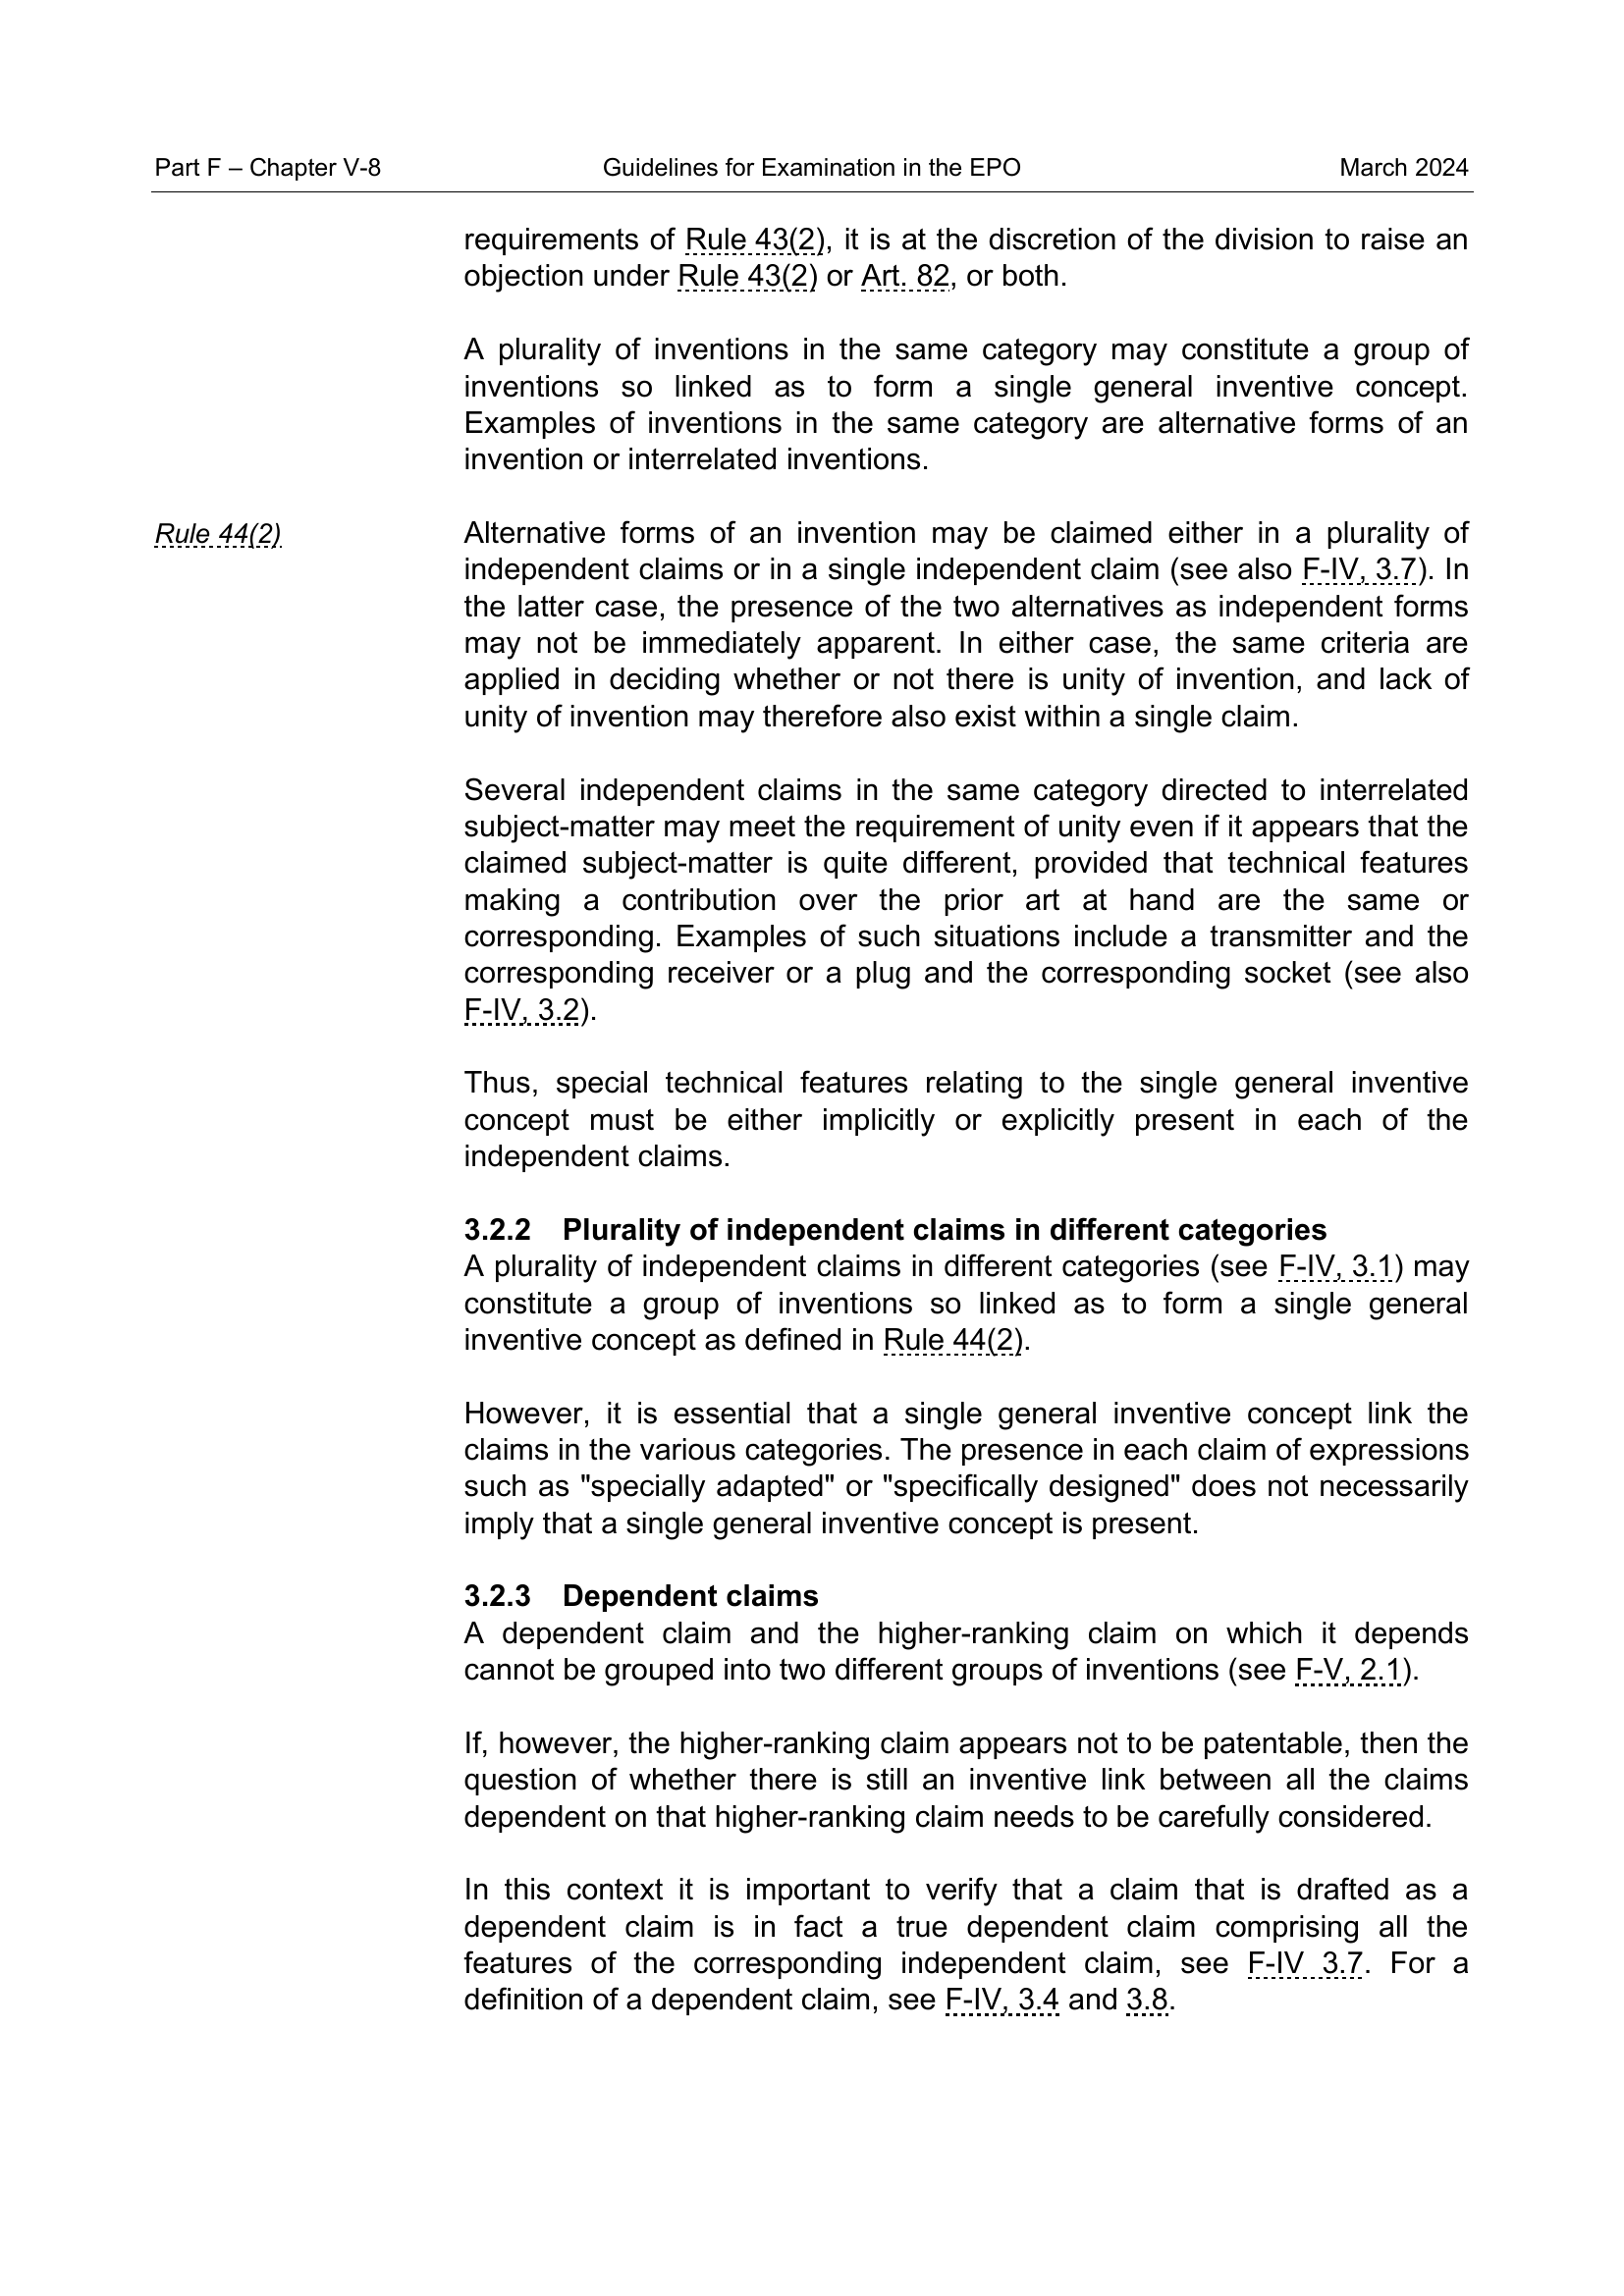 Part F – Chapter V-8 Guidelines for Examination in the EPO March 2024
requirements of Rule 43(2), it is at the discretion of the division to raise an
objection under Rule 43(2) or Art. 82, or both.
A plurality of inventions in the same category may constitute a group of
inventions so linked as to form a single general inventive concept.
Examples of inventions in the same category are alternative forms of an
invention or interrelated inventions.
Rule 44(2)
Alternative forms of an invention may be claimed either in a plurality of
independent claims or in a single independent claim (see also F-IV, 3.7). In
the latter case, the presence of the two alternatives as independent forms
may not be immediately apparent. In either case, the same criteria are
applied in deciding whether or not there is unity of invention, and lack of
unity of invention may therefore also exist within a single claim.
Several independent claims in the same category directed to interrelated
subject-matter may meet the requirement of unity even if it appears that the
claimed subject-matter is quite different, provided that technical features
making a contribution over the prior art at hand are the same or
corresponding. Examples of such situations include a transmitter and the
corresponding receiver or a plug and the corresponding socket (see also
F-IV, 3.2).
Thus, special technical features relating to the single general inventive
concept must be either implicitly or explicitly present in each of the
independent claims.
3.2.2 Plurality of independent claims in different categories
A plurality of independent claims in different categories (see F-IV, 3.1) may
constitute a group of inventions so linked as to form a single general
inventive concept as defined in Rule 44(2).
However, it is essential that a single general inventive concept link the
claims in the various categories. The presence in each claim of expressions
such as "specially adapted" or "specifically designed" does not necessarily
imply that a single general inventive concept is present.
3.2.3 Dependent claims
A dependent claim and the higher-ranking claim on which it depends
cannot be grouped into two different groups of inventions (see F-V, 2.1).
If, however, the higher-ranking claim appears not to be patentable, then the
question of whether there is still an inventive link between all the claims
dependent on that higher-ranking claim needs to be carefully considered.
In this context it is important to verify that a claim that is drafted as a
dependent claim is in fact a true dependent claim comprising all the
features of the corresponding independent claim, see F-IV 3.7. For a
definition of a dependent claim, see F-IV, 3.4 and 3.8.